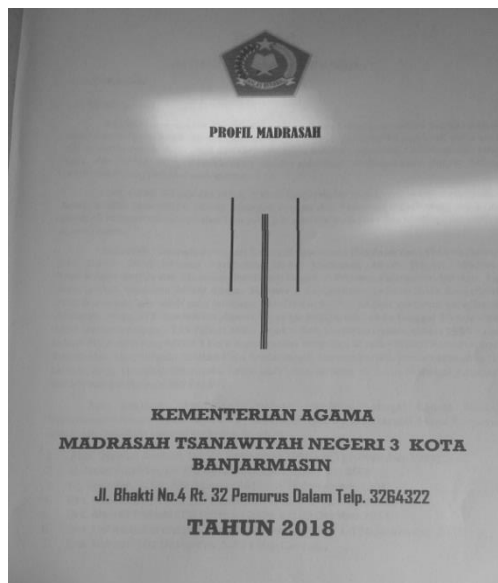 PROFIL MADRASAH
KEMENTERIAN AGAMA
MADRASAH TSANAWIYAH NEGERI 3 KOTA
BANJARMASIN
Jl. Bhakti No.4 Rt. 32 Pemurus Dalam Telp. 3264322
TAHUN 2018